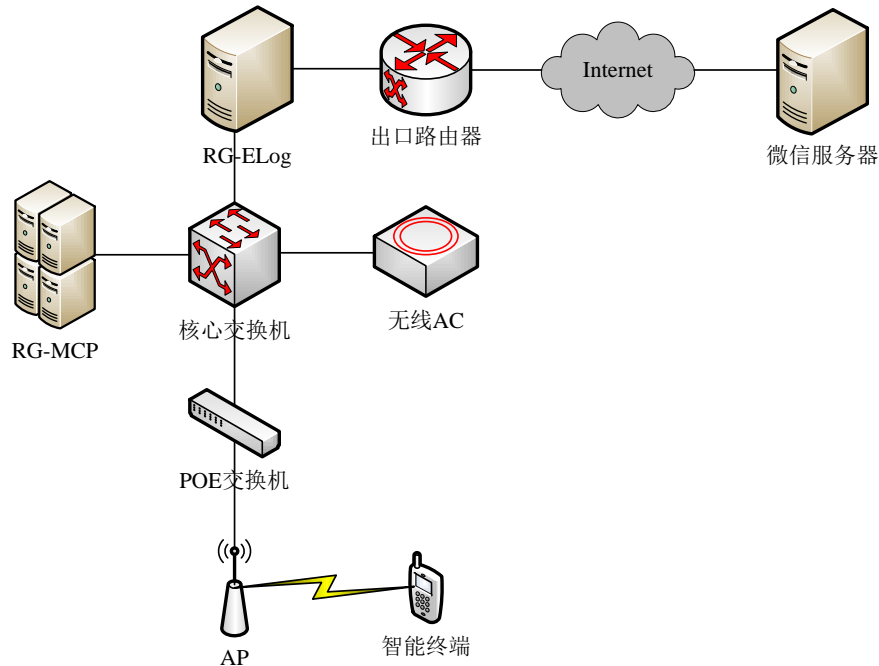 Internet
出口路由器
RG-ELog
微信服务器
核心交换机
无线AC
RG-MCP
POE交换机
智能终端
AP